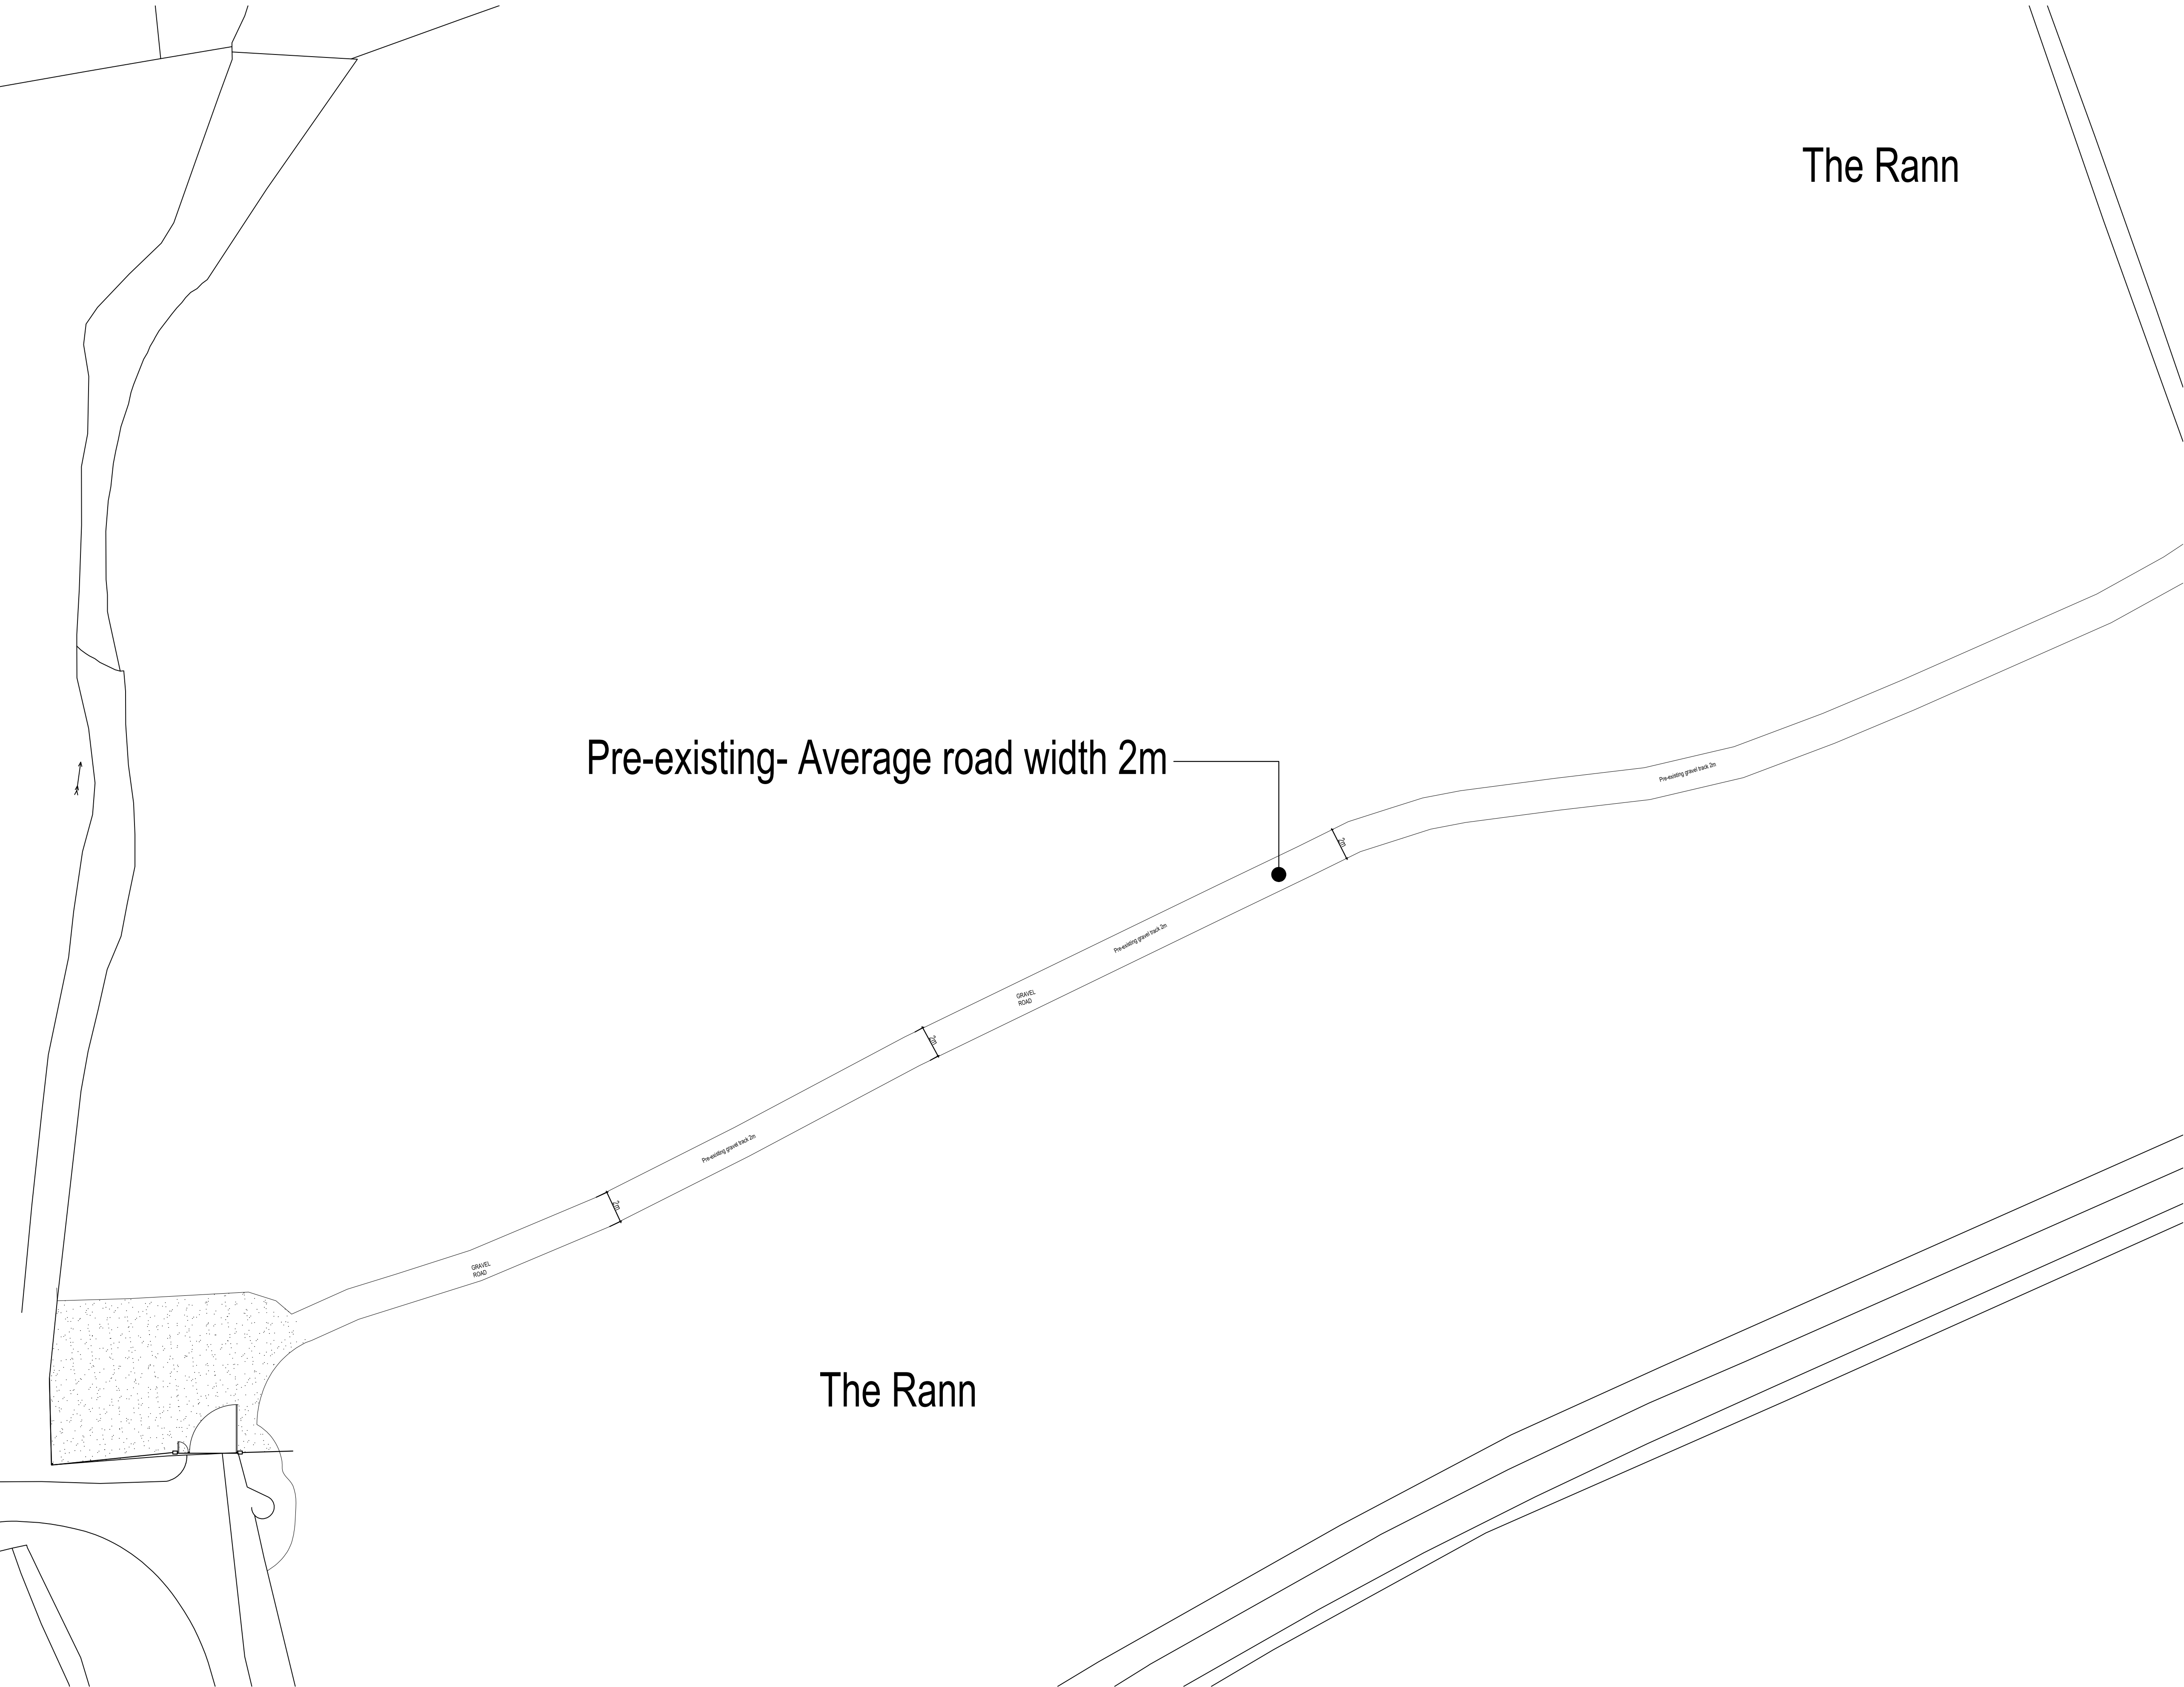 The Rann
Pre-existing- Average road width 2m
Pre-existing gravel track 2m
2m
Pre-existing gravel track 2m
GRAVEL
ROAD
2m
Pre-existing gravel track 2m
2m
GRAVEL
ROAD
The Rann